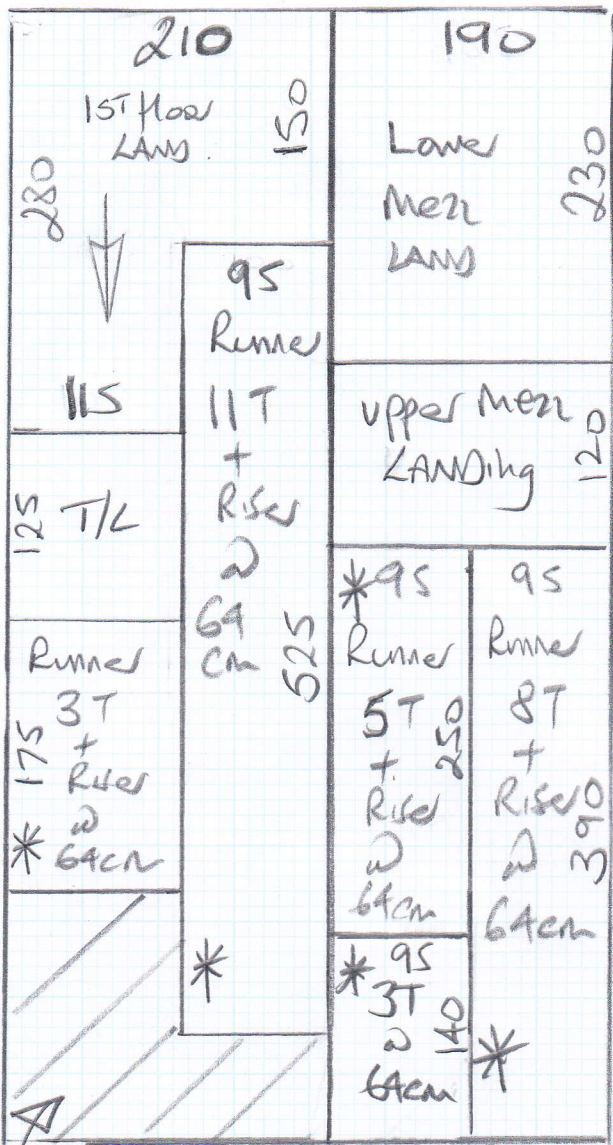 210
1ST floor
LAND.
150
280
115
125
T/L
Runner
3T
+
Riser
@
64cm
175
*
95
Runner
11T
+
Riser
@
64
cm
525
*
190
Lower
Mezz
LAND
230
upper Mezz
LANDing
120
* 95
Runner
5T
+
Riser
@
64cm
250
* 95
3T
@
64cm
140
95
Runner
8T
+
Riser
@
64cm
390
*